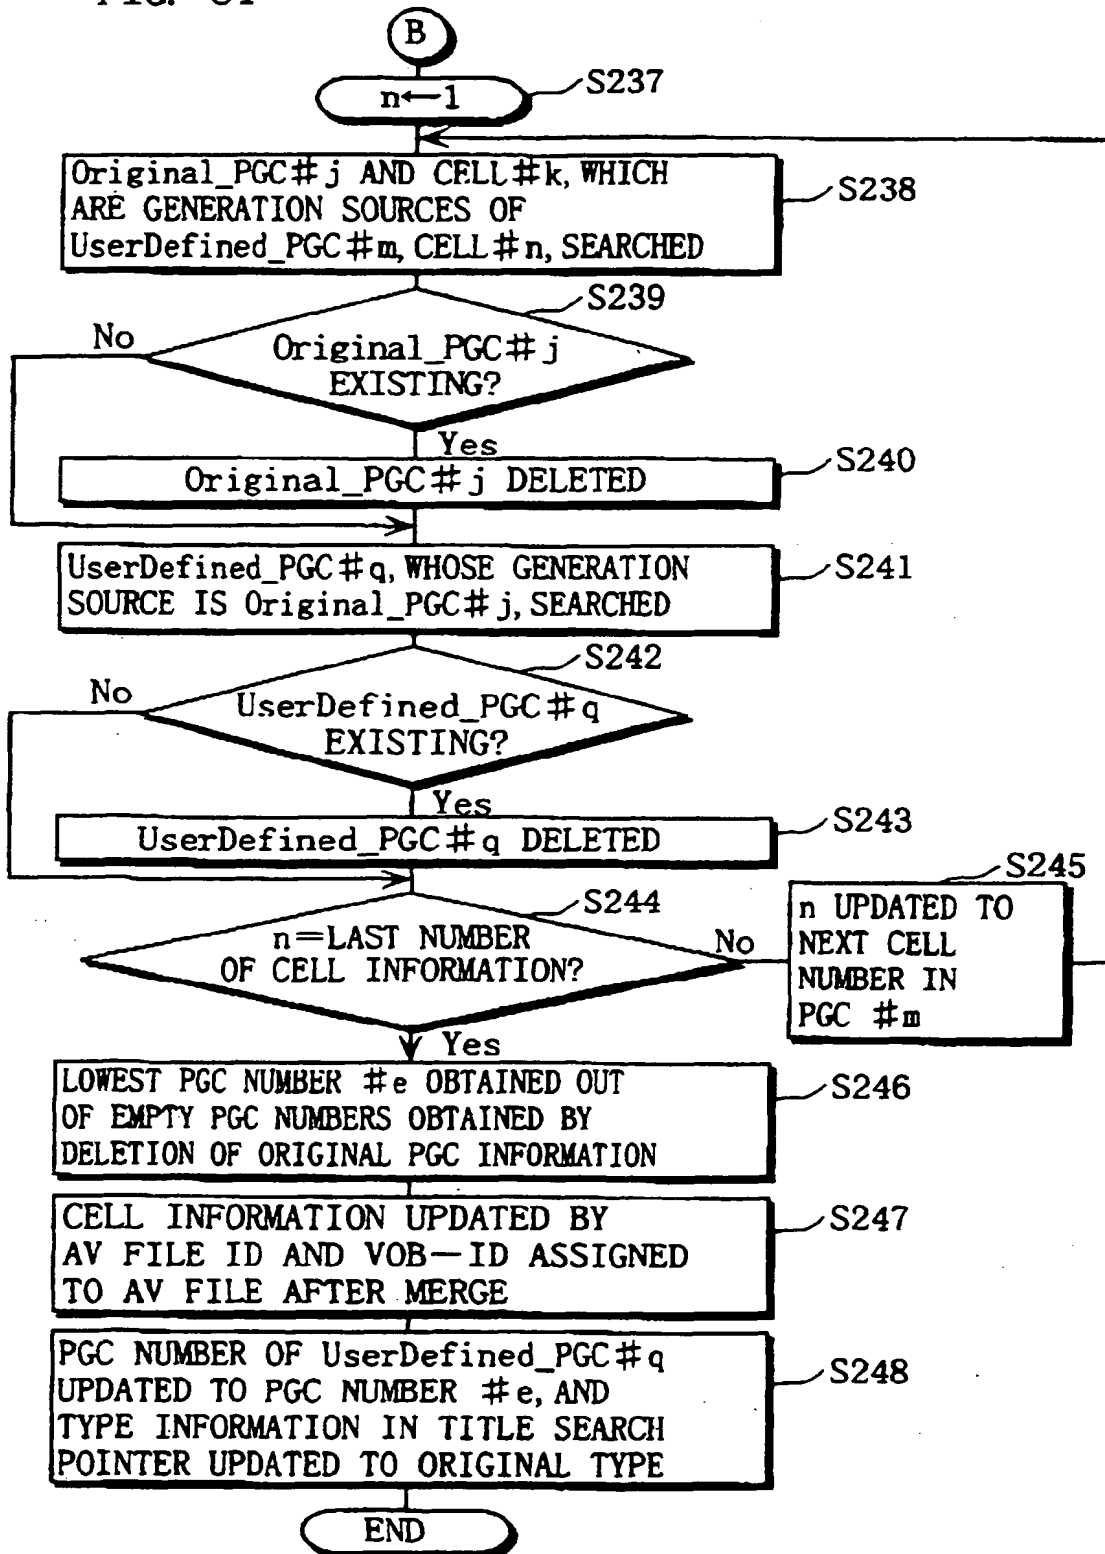 FIG. 61
B
n←1
S237
Original_PGC#j AND CELL#k, WHICH
ARE GENERATION SOURCES OF
UserDefined_PGC#m, CELL#n, SEARCHED
S238
S239
No
Original_PGC#j
EXISTING?
Yes
Original_PGC#j DELETED
S240
UserDefined_PGC#q, WHOSE GENERATION
SOURCE IS Original_PGC#j, SEARCHED
S241
S242
No
UserDefined_PGC#q
EXISTING?
Yes
UserDefined_PGC#q DELETED
S243
S244
n=LAST NUMBER
OF CELL INFORMATION?
No
S245
n UPDATED TO
NEXT CELL
NUMBER IN
PGC #m
Yes
LOWEST PGC NUMBER #e OBTAINED OUT
OF EMPTY PGC NUMBERS OBTAINED BY
DELETION OF ORIGINAL PGC INFORMATION
S246
CELL INFORMATION UPDATED BY
AV FILE ID AND VOB-ID ASSIGNED
TO AV FILE AFTER MERGE
S247
PGC NUMBER OF UserDefined_PGC#q
UPDATED TO PGC NUMBER #e, AND
TYPE INFORMATION IN TITLE SEARCH
POINTER UPDATED TO ORIGINAL TYPE
S248
END